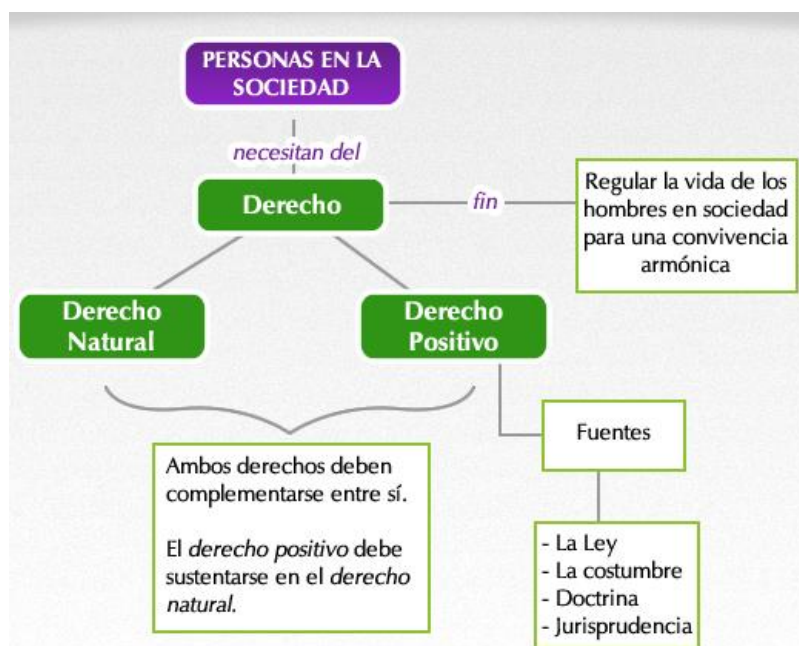 PERSONAS EN LA
SOCIEDAD
necesitan del
Derecho
fin
Regular la vida de los
hombres en sociedad
para una convivencia
armónica
Derecho
Natural
Derecho
Positivo
Fuentes
Ambos derechos deben
complementarse entre sí.
El derecho positivo debe
sustentarse en el derecho
natural.
- La Ley
- La costumbre
- Doctrina
- Jurisprudencia